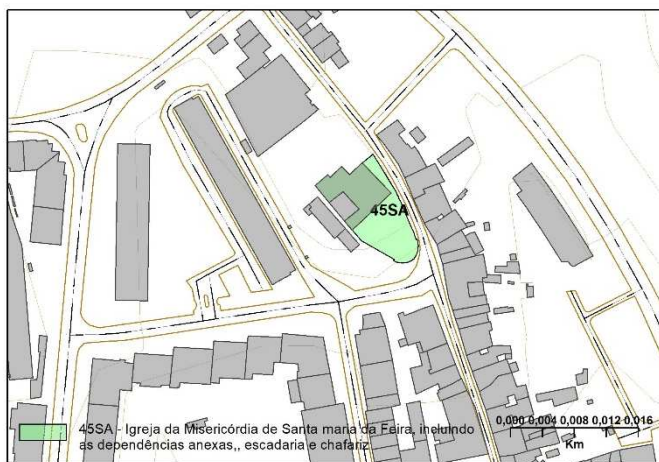 45SA
45SA - Igreja da Misericórdia de Santa maria da Feira, incluindo
as dependências anexas,, escadaria e chafariz
0,000 0,004 0,008 0,012 0,016
Km